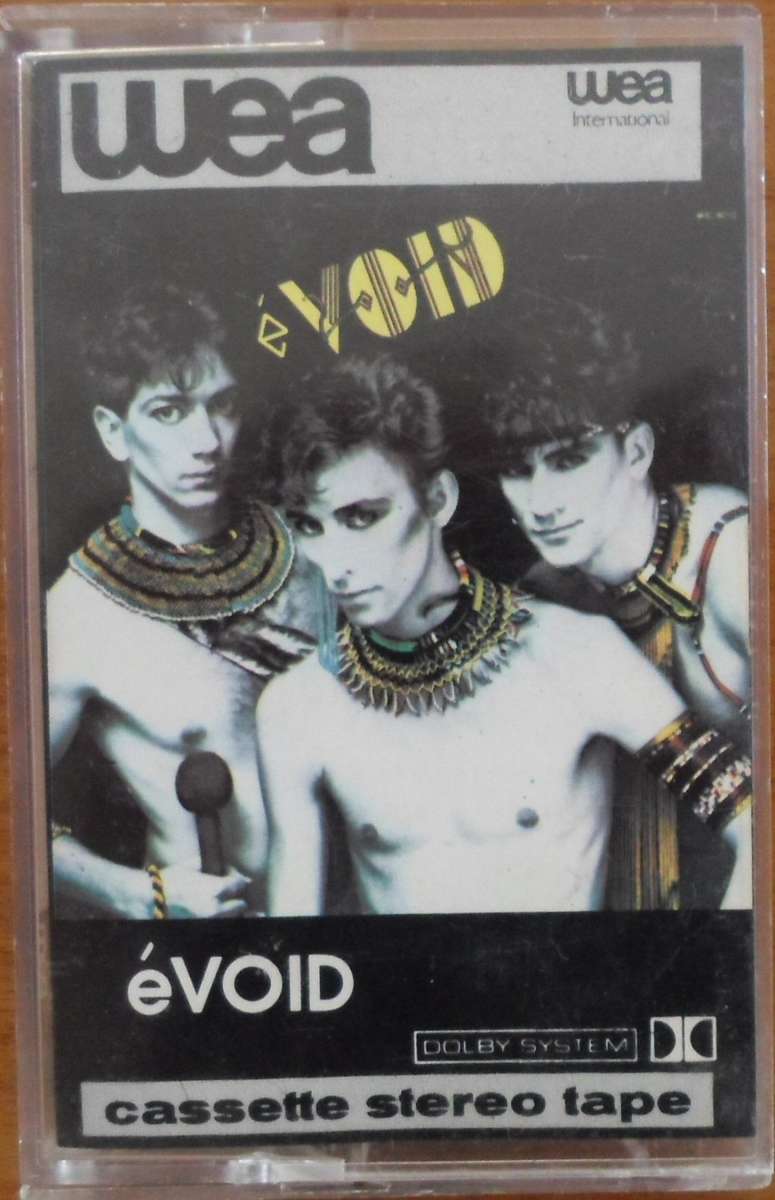 wea
wea
International
éVOID
éVOID
DOLBY SYSTEM
cassette stereo tape